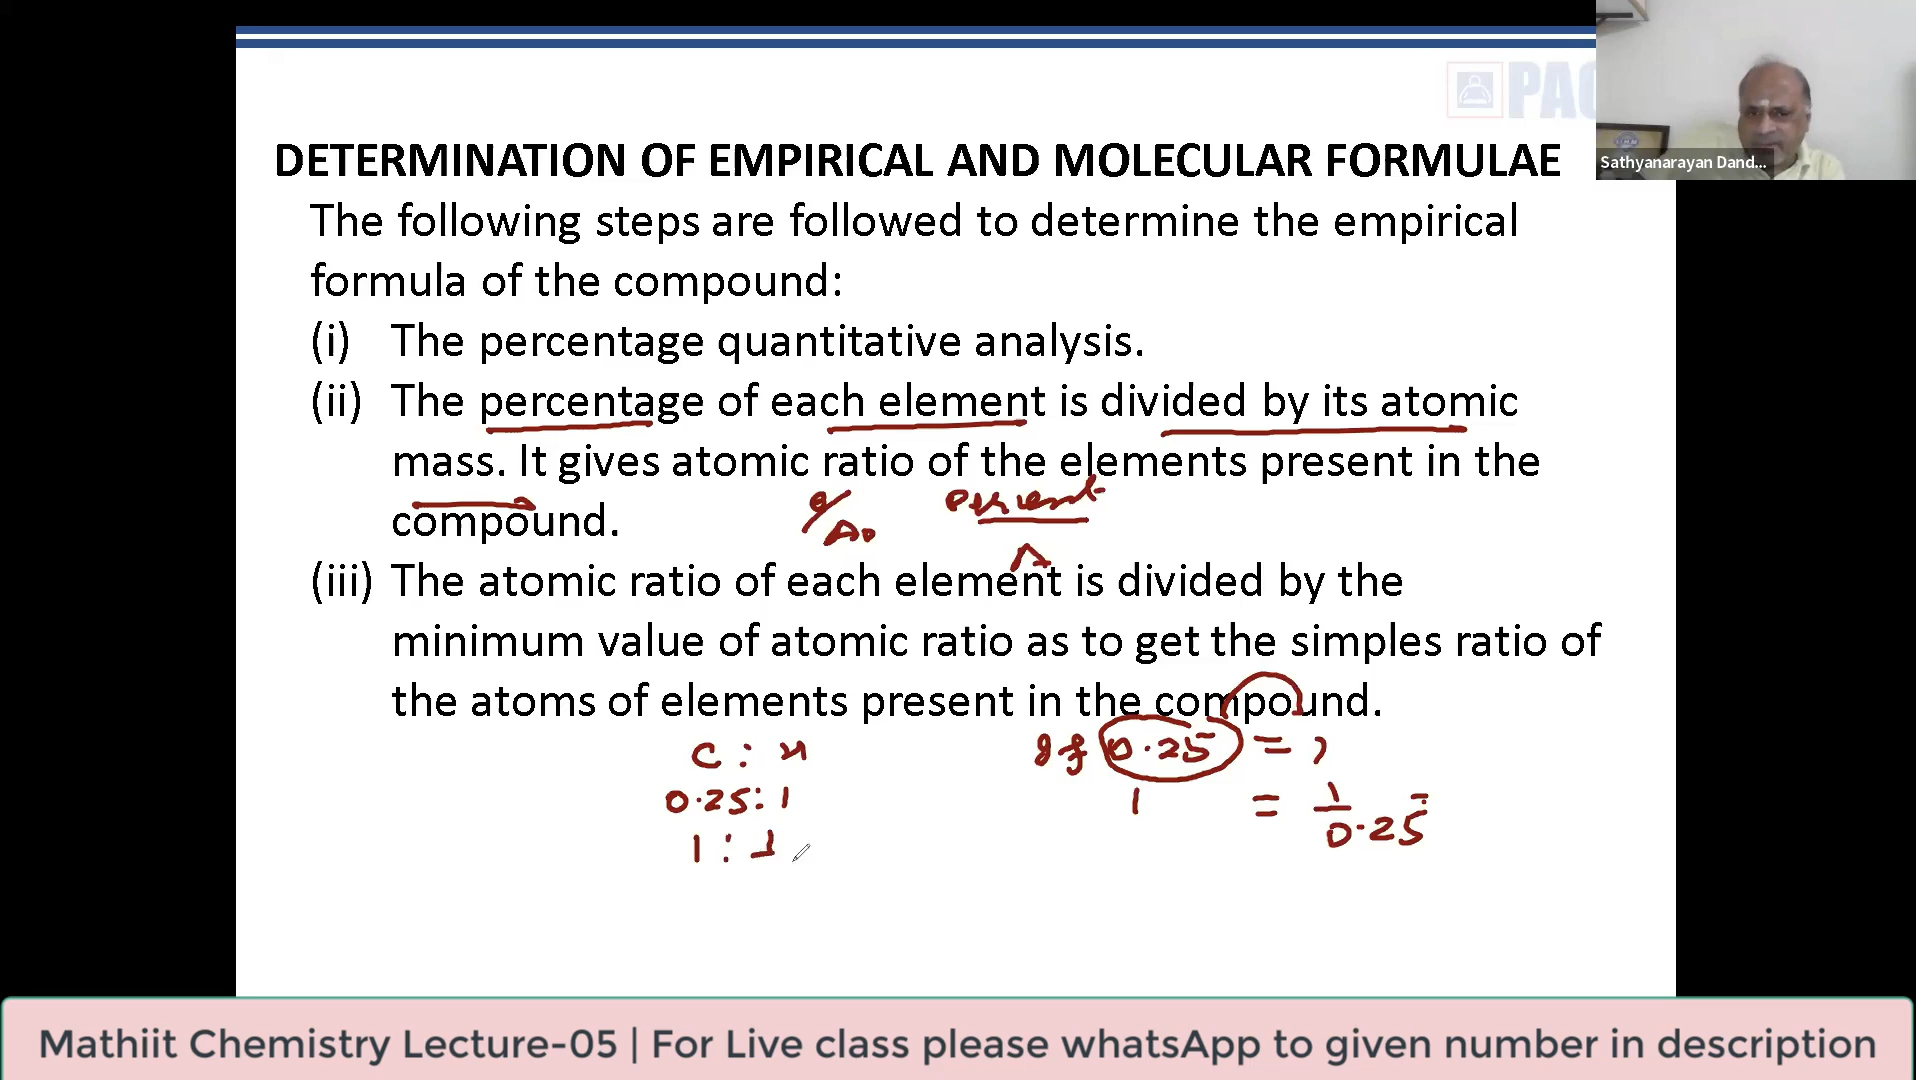 PAC
Sathyanarayan Dand...
DETERMINATION OF EMPIRICAL AND MOLECULAR FORMULAE
The following steps are followed to determine the empirical
formula of the compound:
(i) The percentage quantitative analysis.
(ii) The percentage of each element is divided by its atomic
mass. It gives atomic ratio of the elements present in the
percent
compound.
A
(iii) The atomic ratio of each element is divided by the
minimum value of atomic ratio as to get the simples ratio of
the atoms of elements present in the compound.
C : H If 0.25 = 1
0.25 : 1 1 = 1/0.25
1 :
Mathiit Chemistry Lecture-05 | For Live class please whatsApp to given number in description